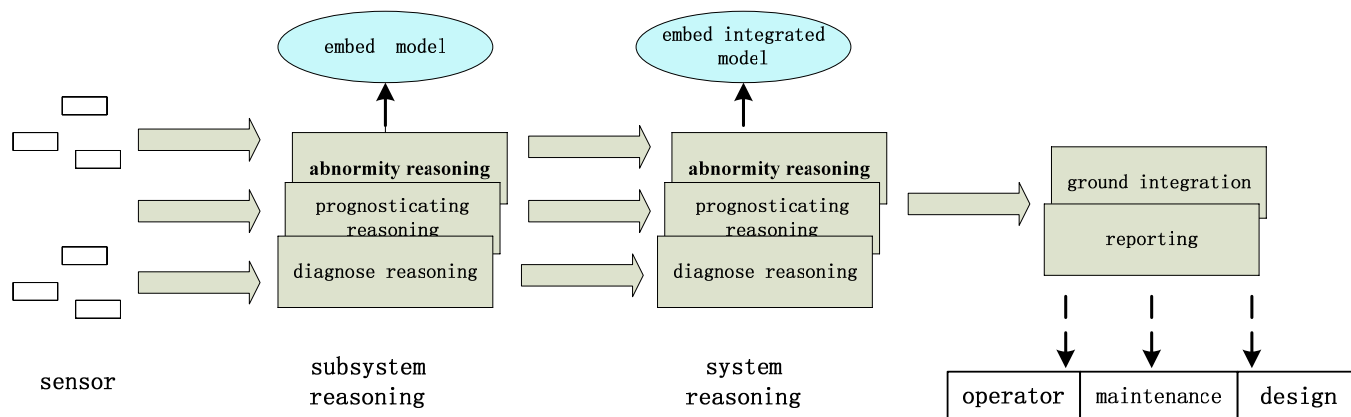 embed model
embed integrated
model
abnormity reasoning
prognosticating
reasoning
diagnose reasoning
abnormity reasoning
prognosticating
reasoning
diagnose reasoning
ground integration
reporting
sensor
subsystem
reasoning
system
reasoning
operator
maintenance
design